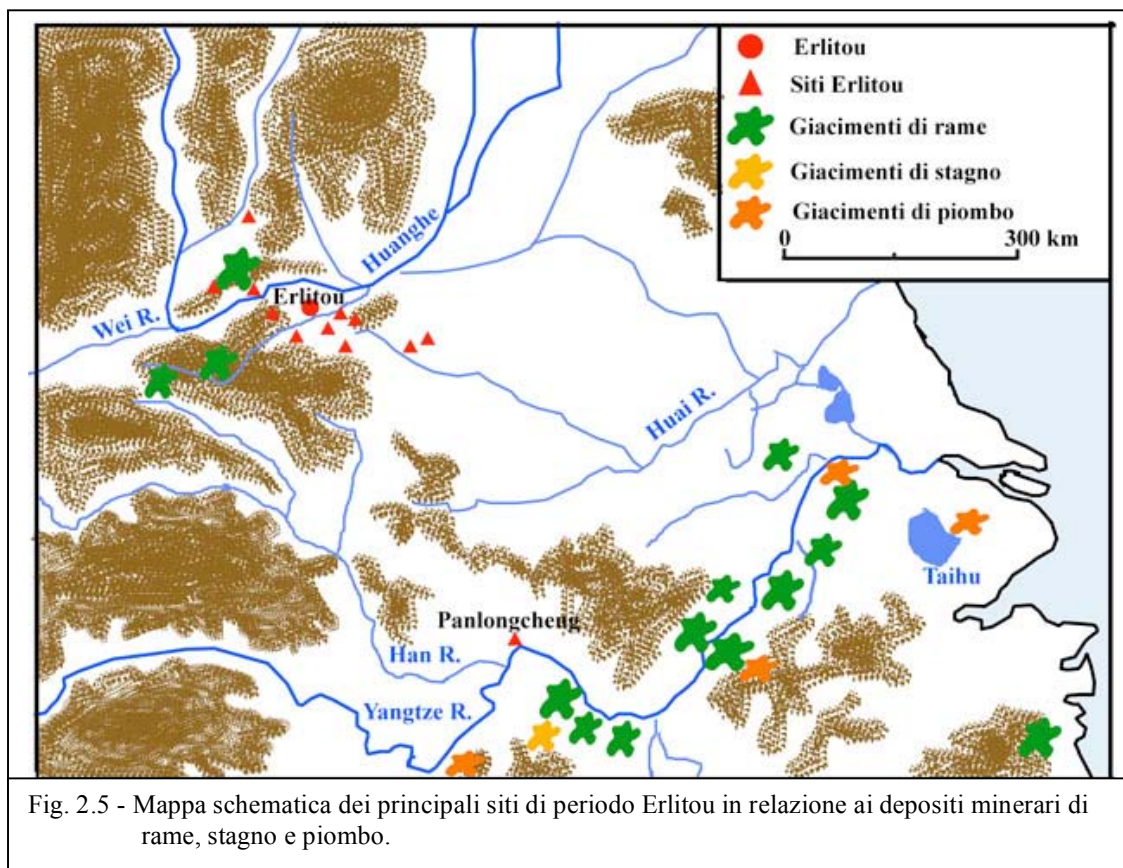 Erlitou
Siti Erlitou
Giacimenti di rame
Giacimenti di stagno
Giacimenti di piombo
0 300 km
Huanghe
Erlitou
Wei R.
Huai R.
Taihu
Panlongcheng
Han R.
Yangtze R.
Fig. 2.5 - Mappa schematica dei principali siti di periodo Erlitou in relazione ai depositi minerari di
rame, stagno e piombo.